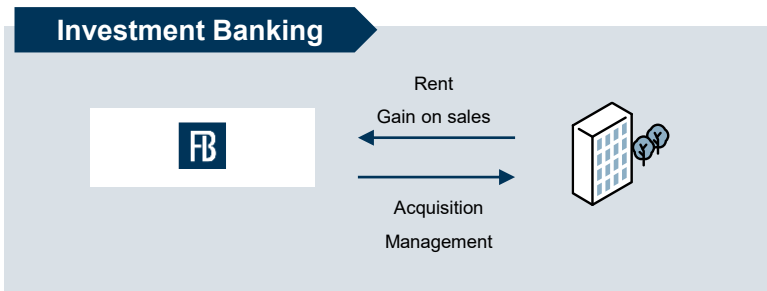 Investment Banking
Rent
Gain on sales
FB
Acquisition
Management